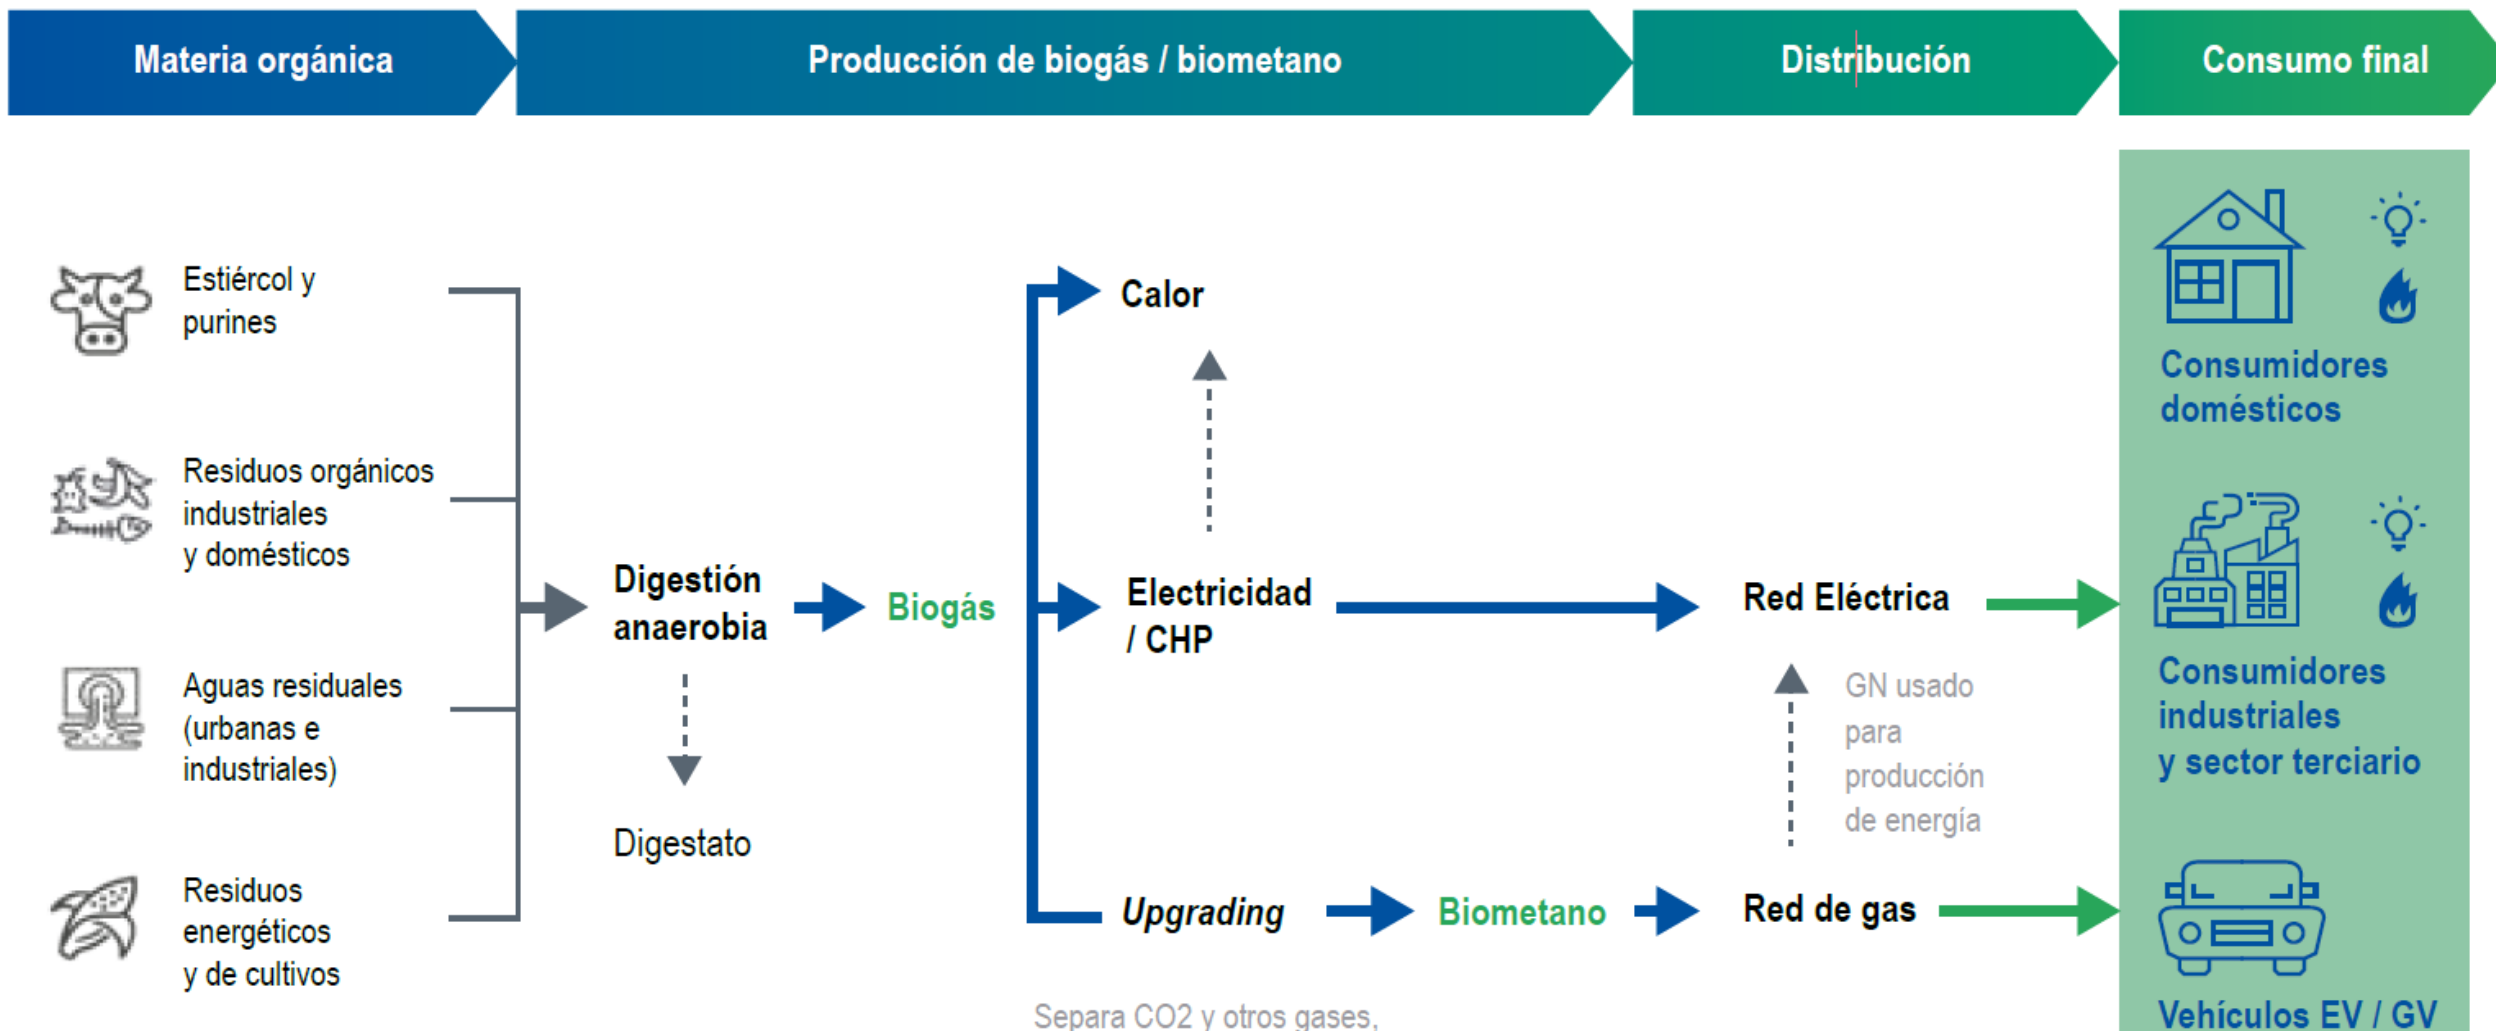 Materia orgánica
Producción de biogás / biometano
Distribución
Consumo final
Estiércol y
purines
Residuos orgánicos
industriales
y domésticos
Aguas residuales
(urbanas e
industriales)
Residuos
energéticos
y de cultivos
Digestión
anaerobia
Digestato
Biogás
Calor
Electricidad
/ CHP
Upgrading
Separa CO2 y otros gases,
Biometano
Red Eléctrica
GN usado
para
producción
de energía
Red de gas
Consumidores
domésticos
Consumidores
industriales
y sector terciario
Vehículos EV / GV